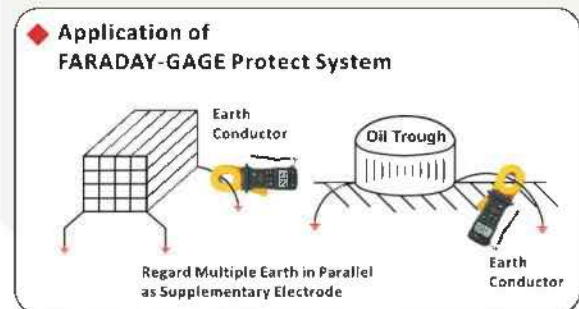 Application of
FARADAY-GAGE Protect System
Earth
Conductor
Oil Trough
Regard Multiple Earth in Parallel
as Supplementary Electrode
Earth
Conductor